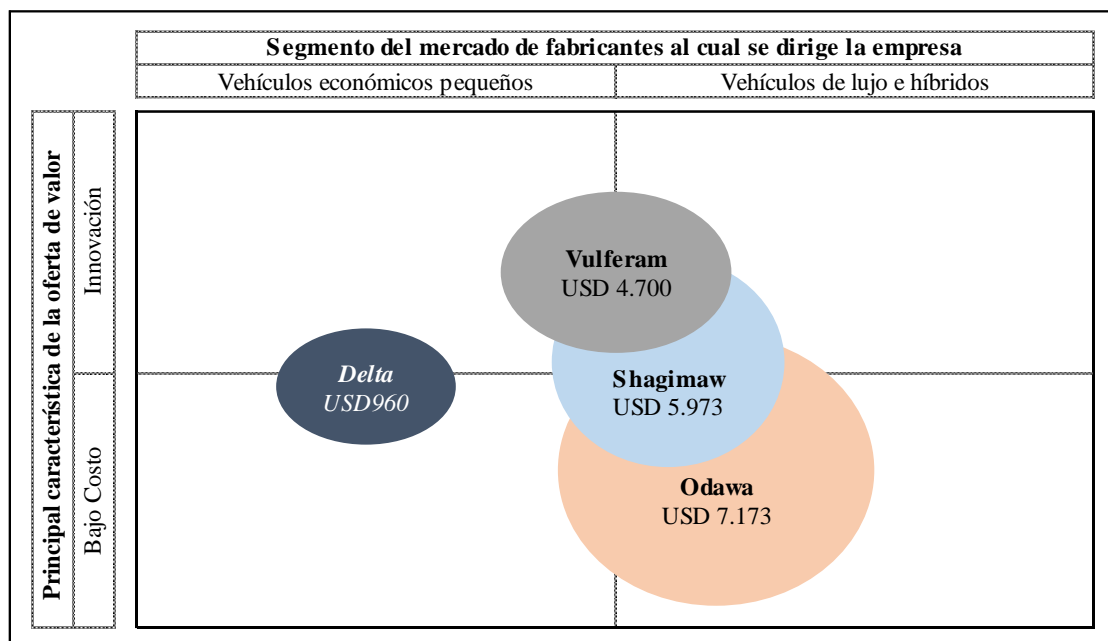 Segmento del mercado de fabricantes al cual se dirige la empresa
Vehículos económicos pequeños
Vehículos de lujo e híbridos
Principal característica de la oferta de valor
Innovación
Bajo Costo
Vulferam
USD 4.700
Delta
USD960
Shagimaw
USD 5.973
Odawa
USD 7.173